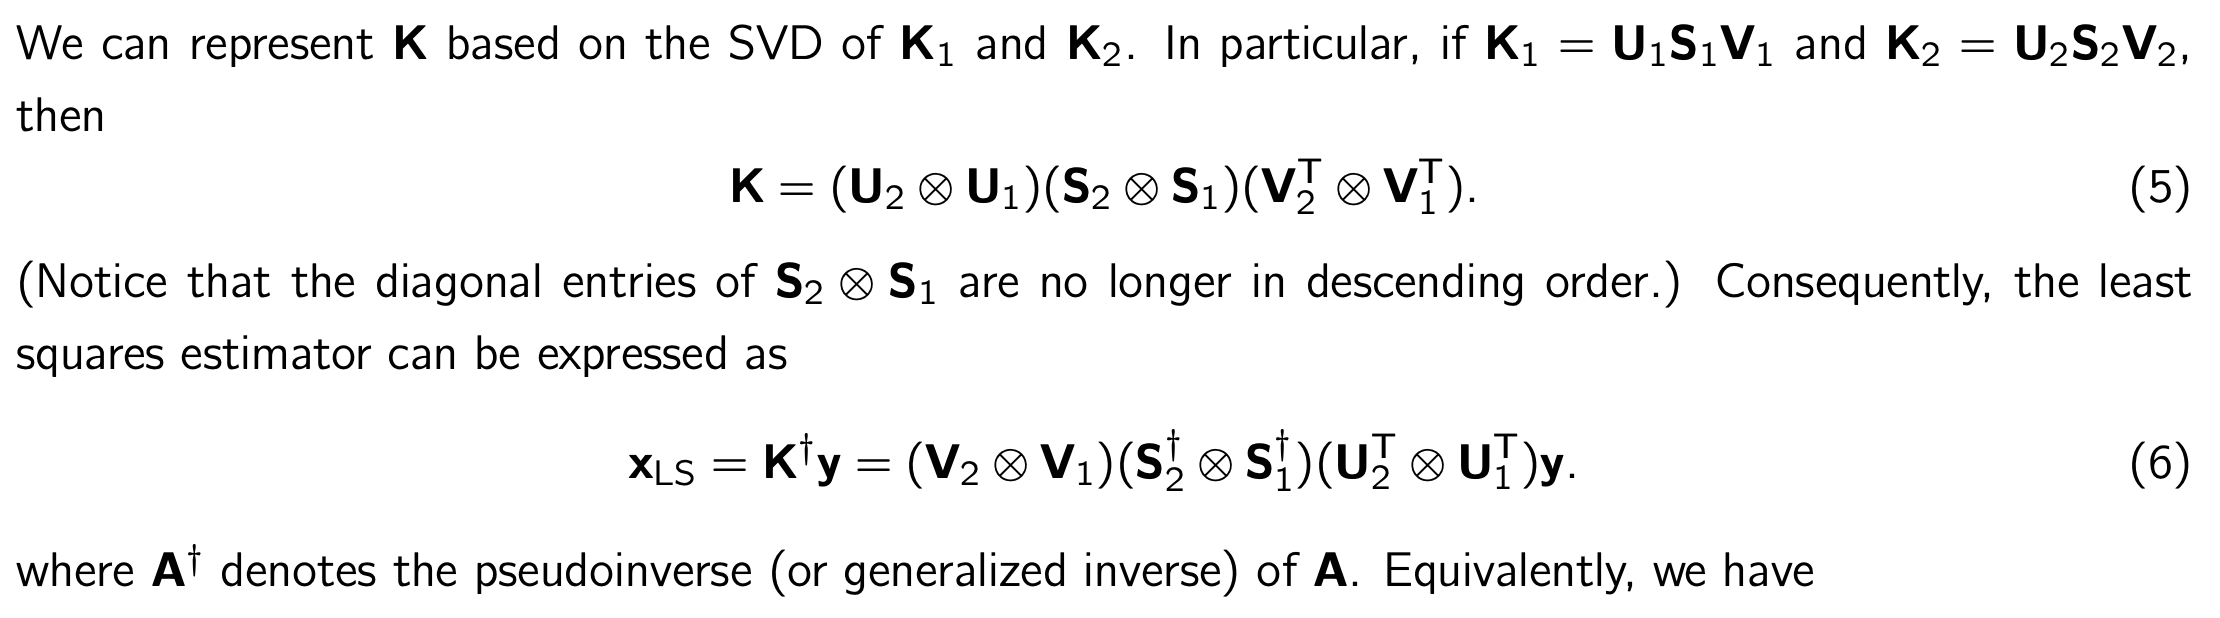 We can represent K based on the SVD of K₁ and K₂. In particular, if K₁ = U₁S₁V₁ and K₂ = U₂S₂V₂,
then
K = (U₂ ⊗ U₁)(S₂ ⊗ S₁)(V₂ᵀ ⊗ V₁ᵀ). (5)
(Notice that the diagonal entries of S₂ ⊗ S₁ are no longer in descending order.) Consequently, the least
squares estimator can be expressed as
x_LS = K†y = (V₂ ⊗ V₁)(S₂† ⊗ S₁†)(U₂ᵀ ⊗ U₁ᵀ)y. (6)
where A† denotes the pseudoinverse (or generalized inverse) of A. Equivalently, we have